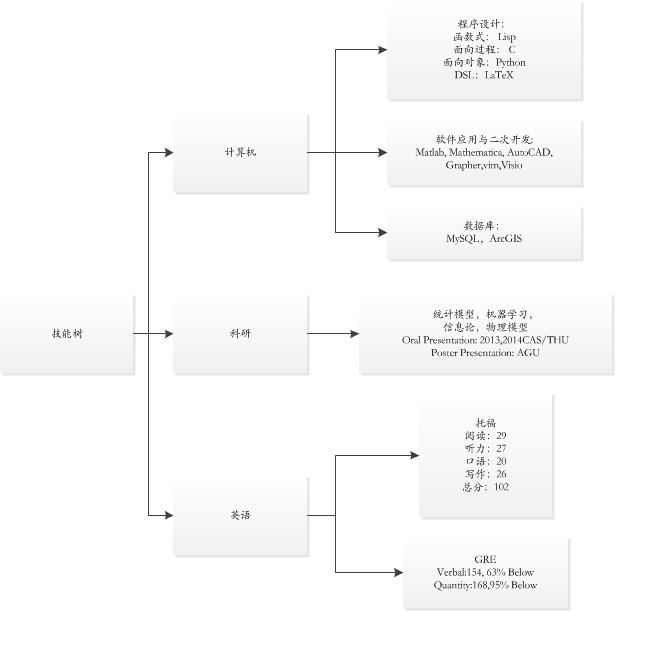 技能树
计算机
程序设计:
函数式: Lisp
面向过程: C
面向对象: Python
DSL: LaTeX
软件应用与二次开发:
Matlab, Mathematica, AutoCAD,
Grapher,vim,Visio
数据库:
MySQL, ArcGIS
科研
统计模型, 机器学习,
信息论, 物理模型
Oral Presentation: 2013,2014CAS/THU
Poster Presentation: AGU
英语
托福
阅读: 29
听力: 27
口语: 20
写作: 26
总分: 102
GRE
Verbal:154, 63% Below
Quantity:168,95% Below